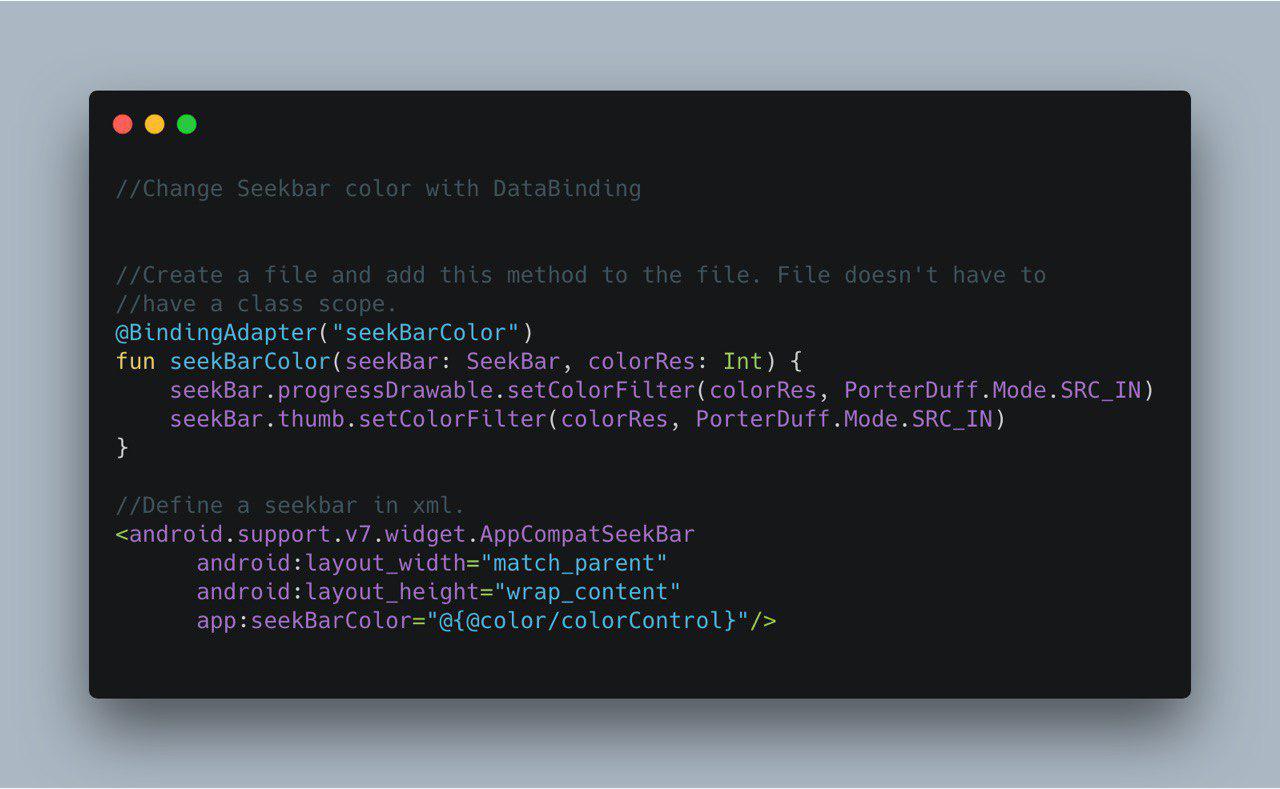 //Change Seekbar color with DataBinding
//Create a file and add this method to the file. File doesn't have to
//have a class scope.
@BindingAdapter("seekBarColor")
fun seekBarColor(seekBar: SeekBar, colorRes: Int) {
    seekBar.progressDrawable.setColorFilter(colorRes, PorterDuff.Mode.SRC_IN)
    seekBar.thumb.setColorFilter(colorRes, PorterDuff.Mode.SRC_IN)
}
//Define a seekbar in xml.
<android.support.v7.widget.AppCompatSeekBar
      android:layout_width="match_parent"
      android:layout_height="wrap_content"
      app:seekBarColor="@{@color/colorControl}"/>